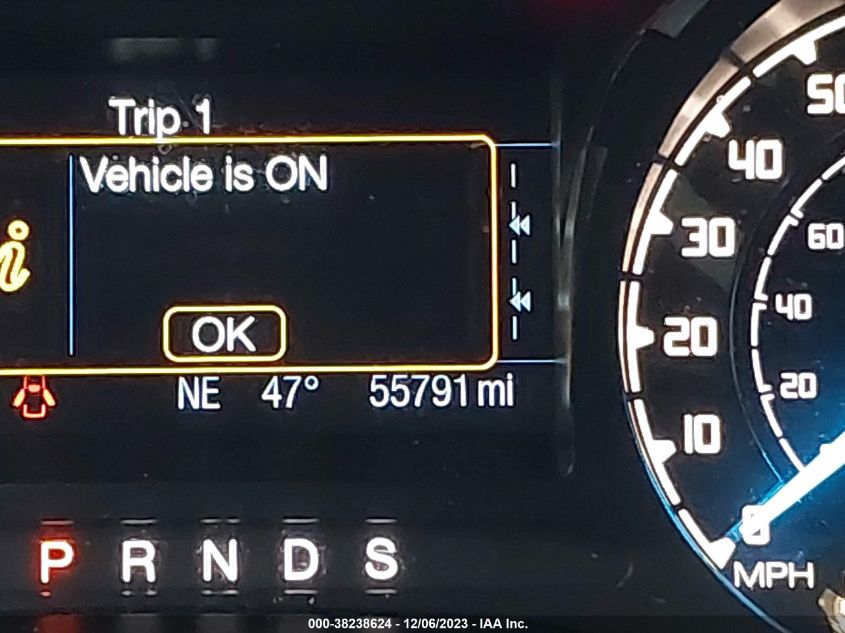 Trip 1
Vehicle is ON
i
OK
NE 47° 55791 mi
P R N D S
50
40
30
20
10
0
60
40
20
MPH
000-38238624 - 12/06/2023 - IAA Inc.